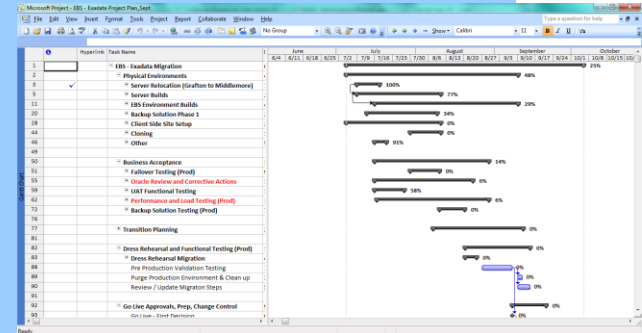 Microsoft Project - EBS - Exadata Project Plan_Sept
File Edit View Insert Format Tools Project Report Collaborate Window Help Type a question for help
No Group Show Calibri 11 B I U
Hyperlink Task Name June July August September October
6/4 6/11 6/18 6/25 7/2 7/9 7/16 7/23 7/30 8/6 8/13 8/20 8/27 9/3 9/10 9/17 9/24 10/1 10/8 10/15
1 EBS - Exadata Migration 25%
2 Physical Environments 48%
3 Server Relocation (Grafton to Middlemore) 100%
5 Server Builds 77%
11 EBS Environment Builds 29%
20 Backup Solution Phase 1 34%
28 Client Side Site Setup 0%
44 Cloning 0%
46 Other 91%
49
50 Business Acceptance 14%
51 Failover Testing (Prod) 0%
55 Oracle Review and Corrective Actions 6%
59 UAT Functional Testing 58%
62 Performance and Load Testing (Prod) 6%
72 Backup Solution Testing (Prod) 0%
76
77 Transition Planning 0%
81
82 Dress Rehearsal and Functional Testing (Prod) 0%
83 Dress Rehearsal Migration 0%
88 Pre Production Validation Testing 0%
89 Purge Production Environment & Clean up 0%
90 Review / Update Migraton Steps 0%
91
92 Go Live Approvals, Prep, Change Control 0%
93 Go Live - First Decision 0%
Gantt Chart
Ready